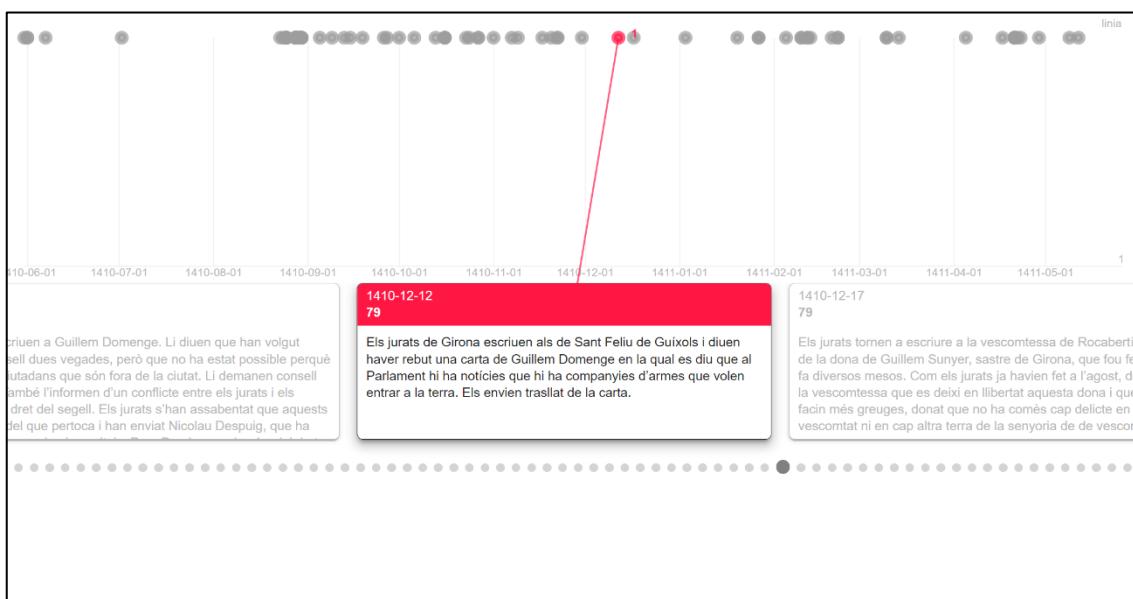 linia
1
1
410-06-01 1410-07-01 1410-08-01 1410-09-01 1410-10-01 1410-11-01 1410-12-01 1411-01-01 1411-02-01 1411-03-01 1411-04-01 1411-05-01
criuen a Guillem Domenge. Li diuen que han volgut
sell dues vegades, però que no ha estat possible perquè
iutadans que són fora de la ciutat. Li demanen consell
també l'informen d'un conflicte entre els jurats i els
dret del segell. Els jurats s'han assabentat que aquests
del que pertoca i han enviat Nicolau Despuig, que ha
1410-12-12
79
Els jurats de Girona escriuen als de Sant Feliu de Guíxols i diuen
haver rebut una carta de Guillem Domenge en la qual es diu que al
Parlament hi ha notícies que hi ha companyies d'armes que volen
entrar a la terra. Els envien trasllat de la carta.
1410-12-17
79
Els jurats tornen a escriure a la vescomtessa de Rocabertí
de la dona de Guillem Sunyer, sastre de Girona, que fou fe
fa diversos mesos. Com els jurats ja havien fet a l'agost, d
la vescomtessa que es deixi en llibertat aquesta dona i que
facin més greuges, donat que no ha comès cap delicte en
vescomtat ni en cap altra terra de la senyoria de de vescom